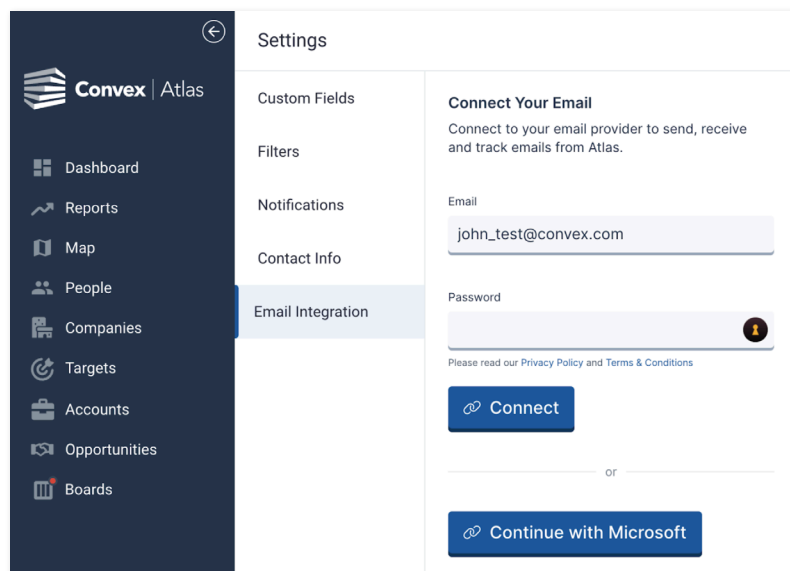 Convex | Atlas
Dashboard
Reports
Map
People
Companies
Targets
Accounts
Opportunities
Boards
Settings
Custom Fields
Filters
Notifications
Contact Info
Email Integration
Connect Your Email
Connect to your email provider to send, receive
and track emails from Atlas.
Email
john_test@convex.com
Password
Please read our Privacy Policy and Terms & Conditions
Connect
or
Continue with Microsoft